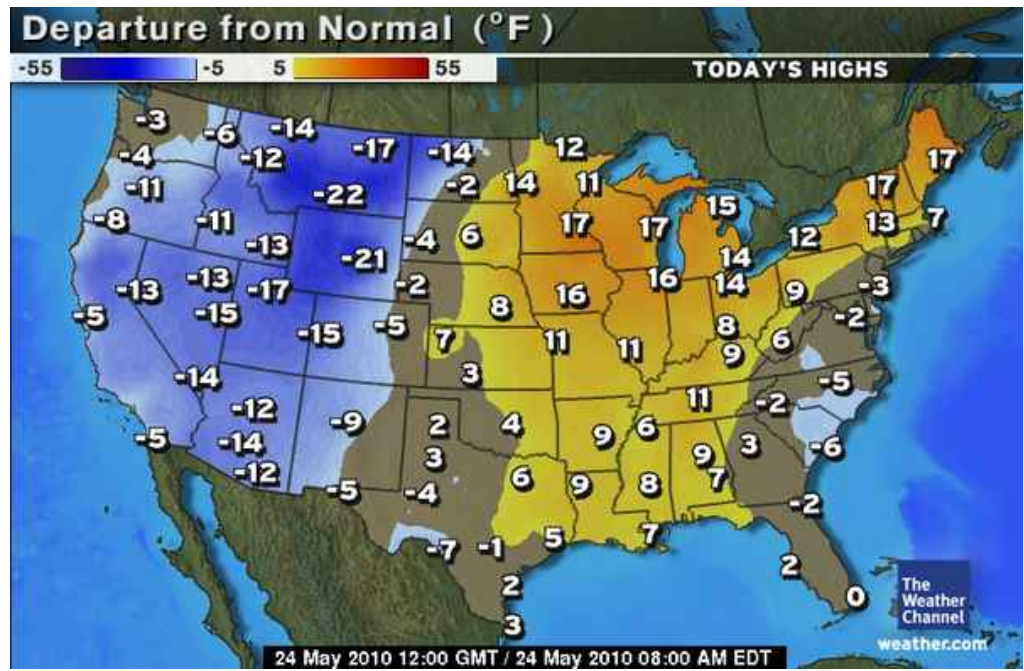 Departure from Normal (°F)
-55 -5 5 55 TODAY'S HIGHS
-3 -6 -14 -17 -14 12
-4 -12 -22 -2 14 11 17 17
-11 15
-8 -11 -13 -21 -4 6 17 17 14 12 13 7
-13 -13 -17 -2 8 16 16 14 9 -3
-5 -15 -15 -5 7 11 11 8 9 6 -2
-14 3 11 -2 -5
-12 -9 2 4 9 6 9 3 -6
-5 -14 3
-12 -5 -4 6 9 8 7 -2
-7 -1 5 7 2 0
2
3
The
Weather
Channel
weather.com
24 May 2010 12:00 GMT / 24 May 2010 08:00 AM EDT